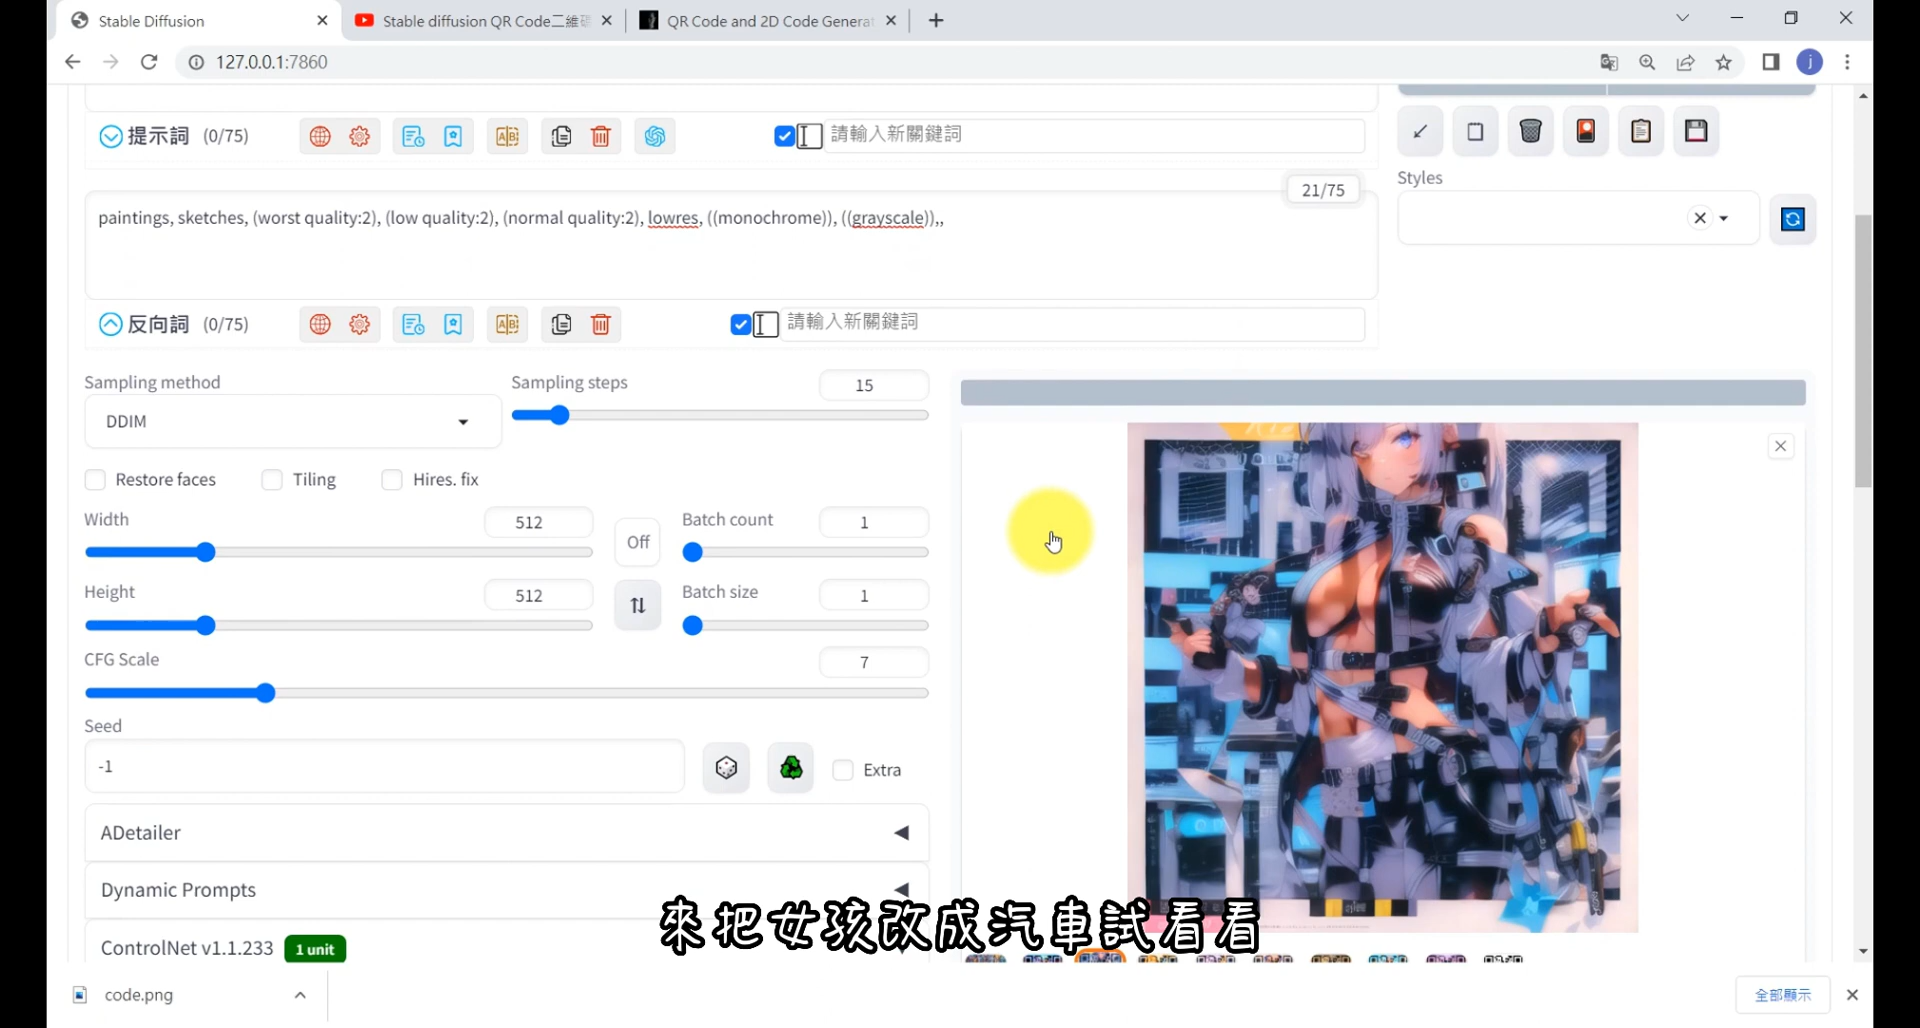 Stable Diffusion
Stable diffusion QR Code二維碼
QR Code and 2D Code Generat
127.0.0.1:7860
j
提示詞 (0/75)
請輸入新關鍵詞
Styles
21/75
paintings, sketches, (worst quality:2), (low quality:2), (normal quality:2), lowres, ((monochrome)), ((grayscale)),,
反向詞 (0/75)
請輸入新關鍵詞
Sampling method
Sampling steps
15
DDIM
Restore faces
Tiling
Hires. fix
Width
512
Off
Batch count
1
Height
512
Batch size
1
CFG Scale
7
Seed
-1
Extra
ADetailer
Dynamic Prompts
ControlNet v1.1.233
1 unit
來把女孩改成汽車試看看
code.png
全部顯示